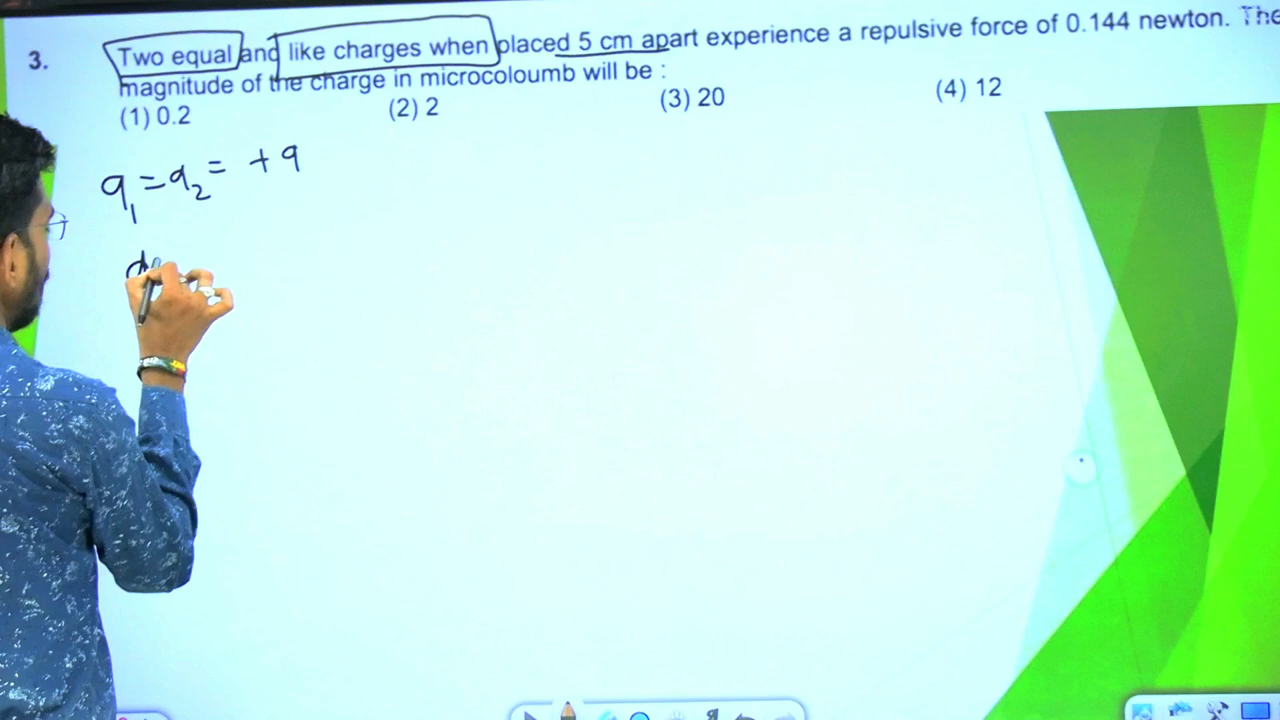 3. Two equal and like charges when placed 5 cm apart experience a repulsive force of 0.144 newton. The
magnitude of the charge in microcoloumb will be :
(1) 0.2 (2) 2 (3) 20 (4) 12
q₁ = q₂ = + q
d